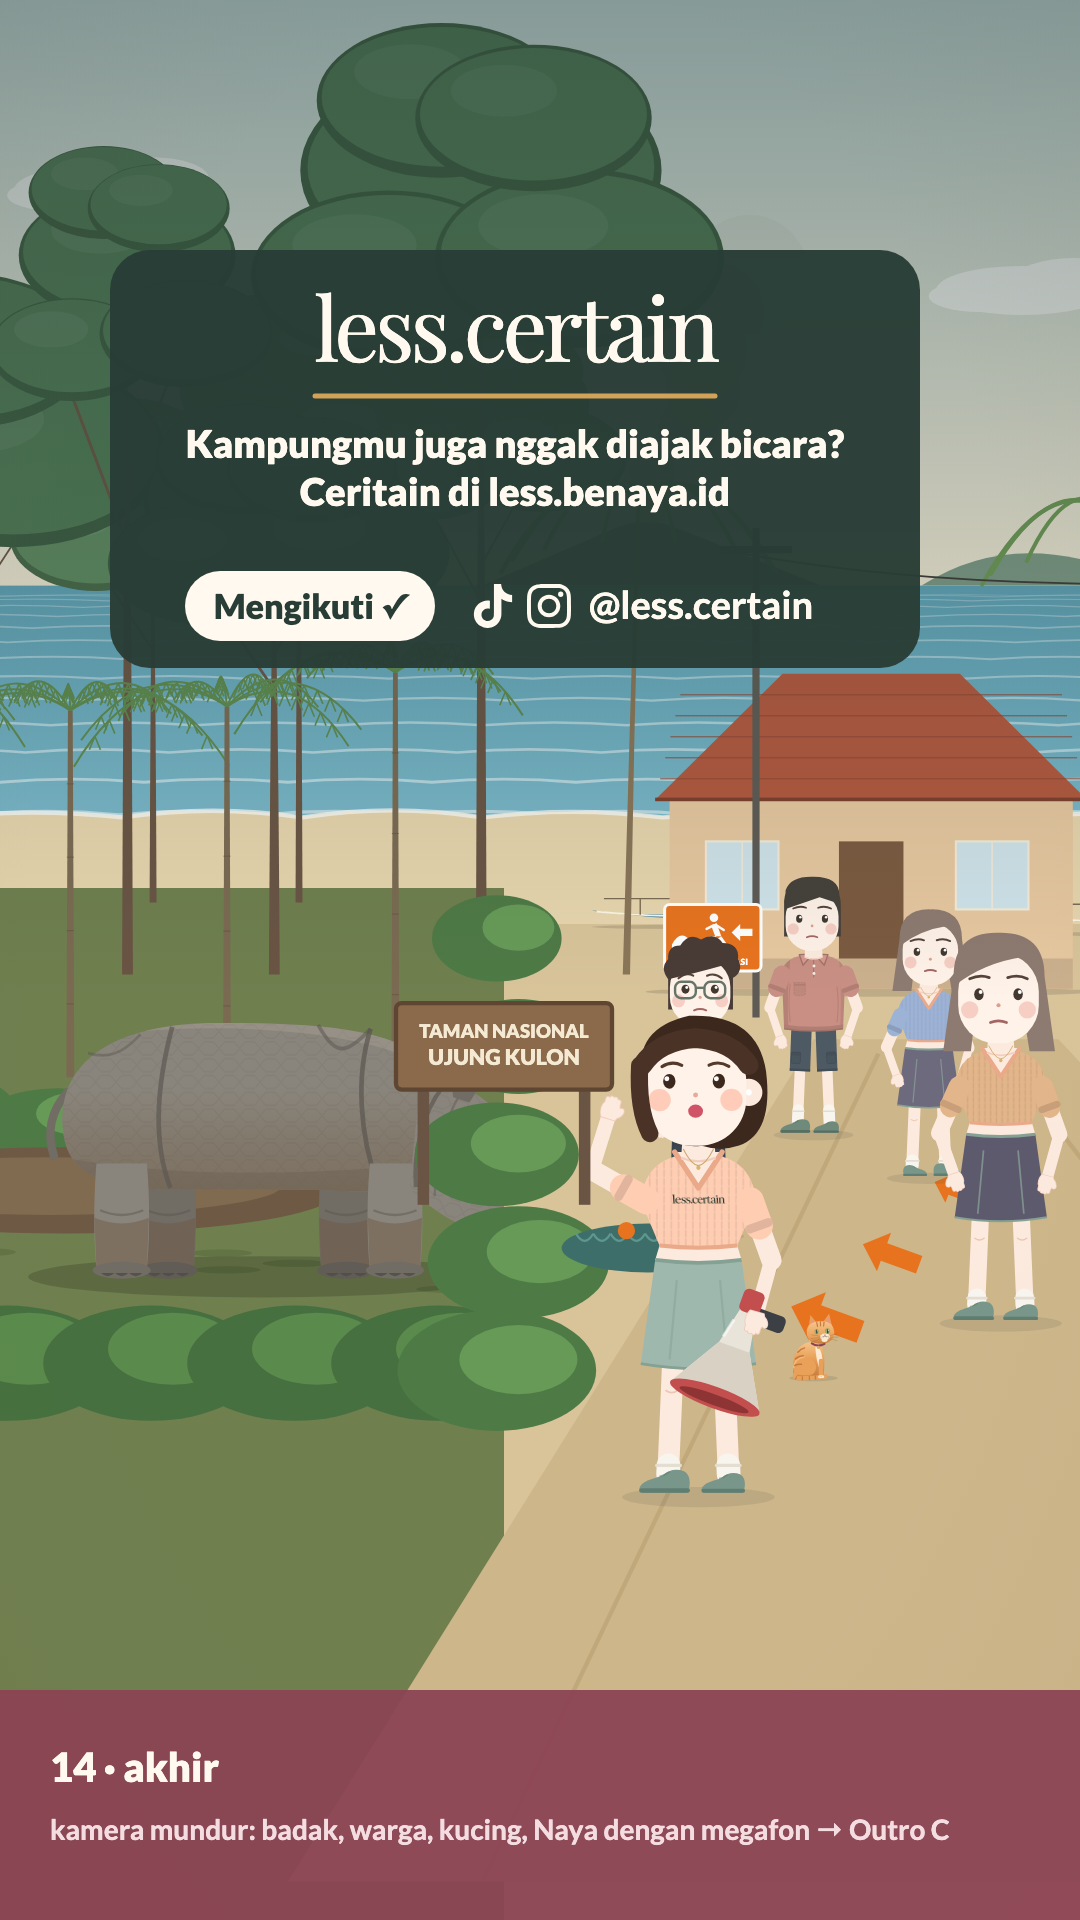 less.certain
Kampungmu juga nggak diajak bicara?
Ceritain di less.benaya.id
Mengikuti ✓
@less.certain
TAMAN NASIONAL
UJUNG KULON
less.certain
14 · akhir
kamera mundur: badak, warga, kucing, Naya dengan megafon → Outro C